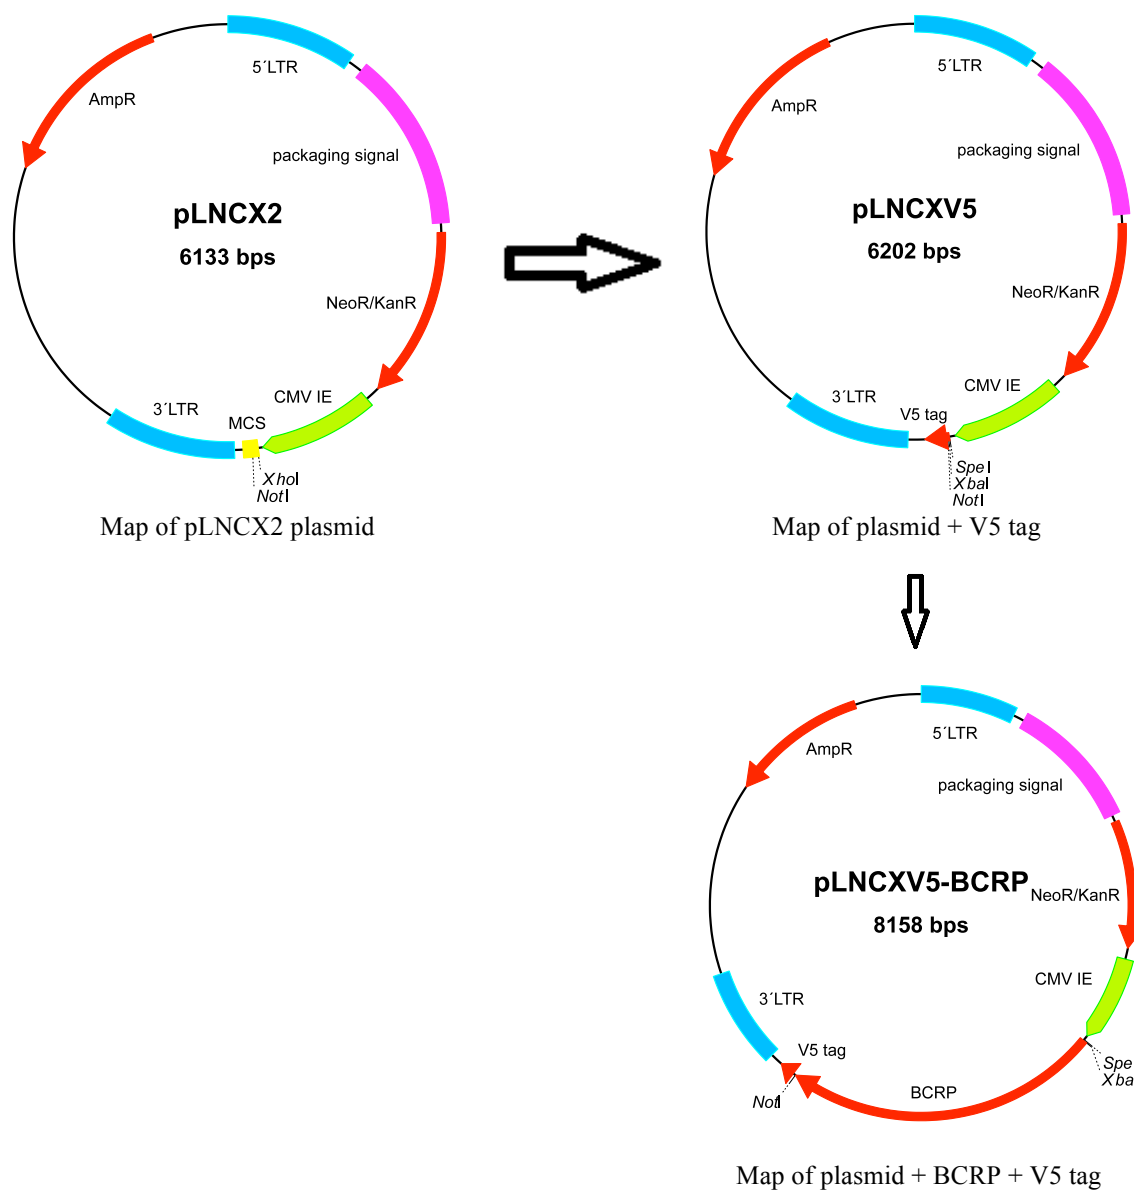 5´LTR
AmpR
packaging signal
pLNCX2
6133 bps
NeoR/KanR
CMV IE
3´LTR
MCS
XhoI
NotI
Map of pLNCX2 plasmid
5´LTR
AmpR
packaging signal
pLNCXV5
6202 bps
NeoR/KanR
CMV IE
3´LTR
V5 tag
SpeI
XbaI
NotI
Map of plasmid + V5 tag
5´LTR
AmpR
packaging signal
pLNCXV5-BCRP
NeoR/KanR
8158 bps
CMV IE
3´LTR
V5 tag
Spe
Xba
BCRP
NotI
Map of plasmid + BCRP + V5 tag